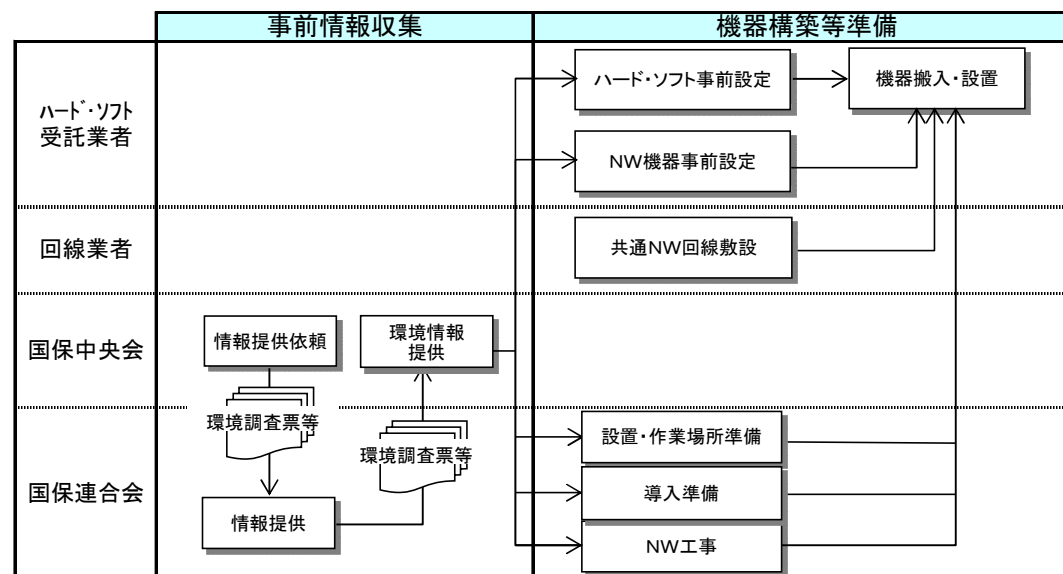 事前情報収集
機器構築等準備
ﾊｰﾄﾞ・ソフト
受託業者
ハード・ソフト事前設定
機器搬入・設置
NW機器事前設定
回線業者
共通NW回線敷設
国保中央会
情報提供依頼
環境情報
提供
環境調査票等
環境調査票等
国保連合会
情報提供
設置・作業場所準備
導入準備
NW工事